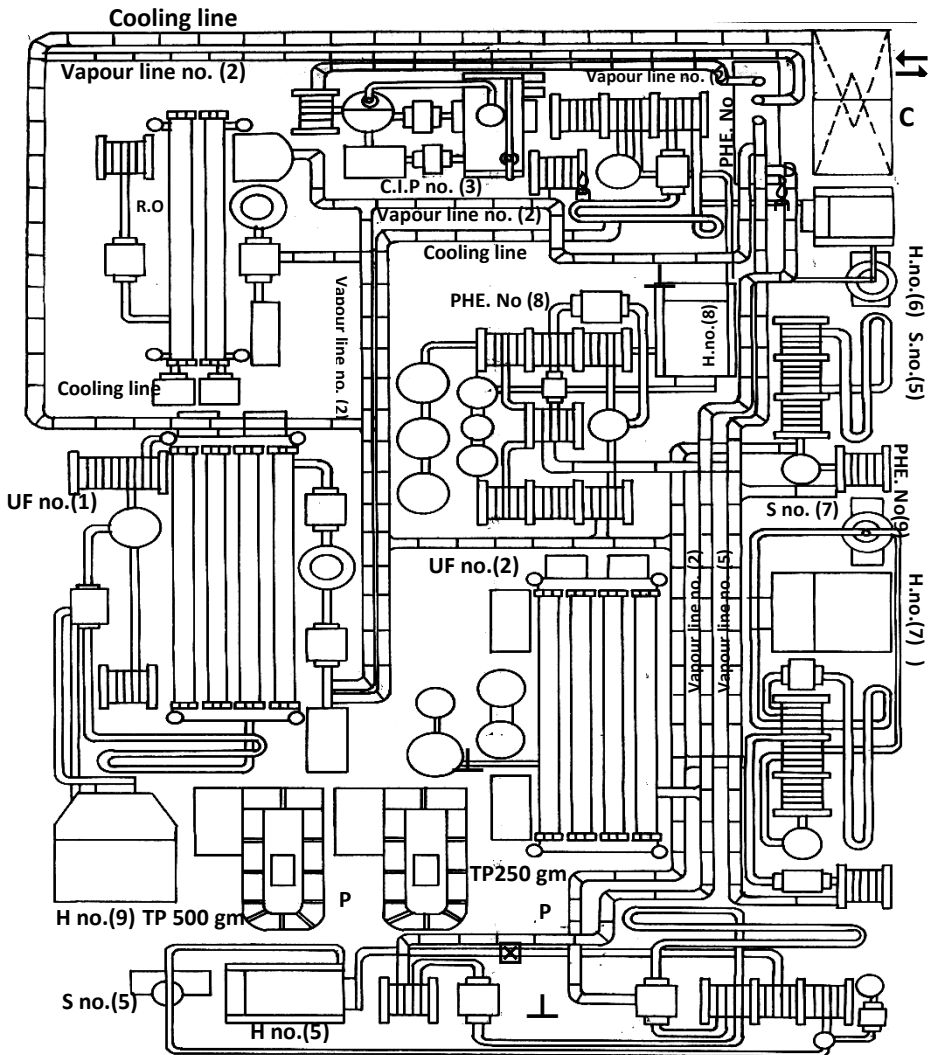 Cooling line
Vapour line no. (2)
Vapour line no.
PHE. No
C
R.O
C.I.P no. (3)
Vapour line no. (2)
Cooling line
Vapour line no. (2)
PHE. No (8)
H.no.(8)
H.no.(6)
S.no.(5)
Cooling line
UF no.(1)
S no. (7)
PHE. No(9)
UF no.(2)
Vapour line no. (2)
Vapour line no. (5)
H.no.(7) )
TP250 gm
H no.(9) TP 500 gm
P
P
S no.(5)
H no.(5)